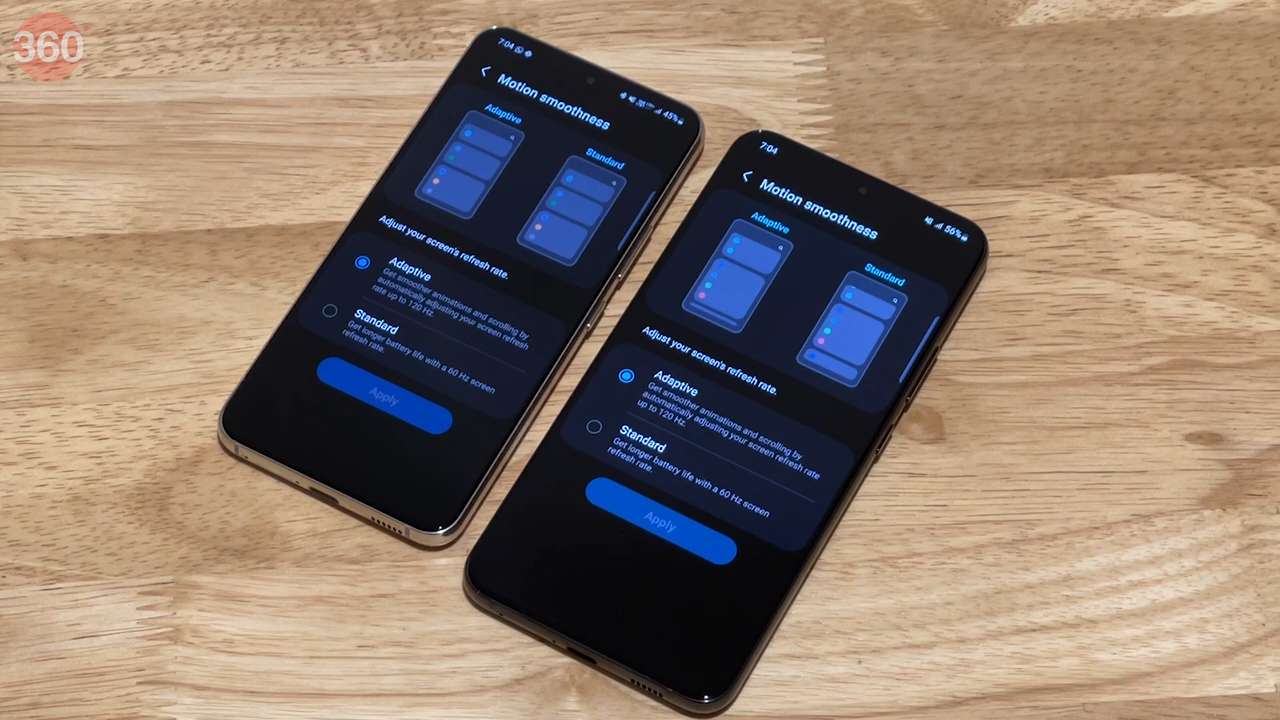 360
7:04
45%
Motion smoothness
Adaptive
Standard
Adjust your screen's refresh rate.
Adaptive
Get smoother animations and scrolling by
automatically adjusting your screen refresh
rate up to 120 Hz.
Standard
Get longer battery life with a 60 Hz screen
refresh rate.
Apply
7:04
56%
Motion smoothness
Adaptive
Standard
Adjust your screen's refresh rate.
Adaptive
Get smoother animations and scrolling by
automatically adjusting your screen refresh rate
up to 120 Hz.
Standard
Get longer battery life with a 60 Hz screen
refresh rate.
Apply